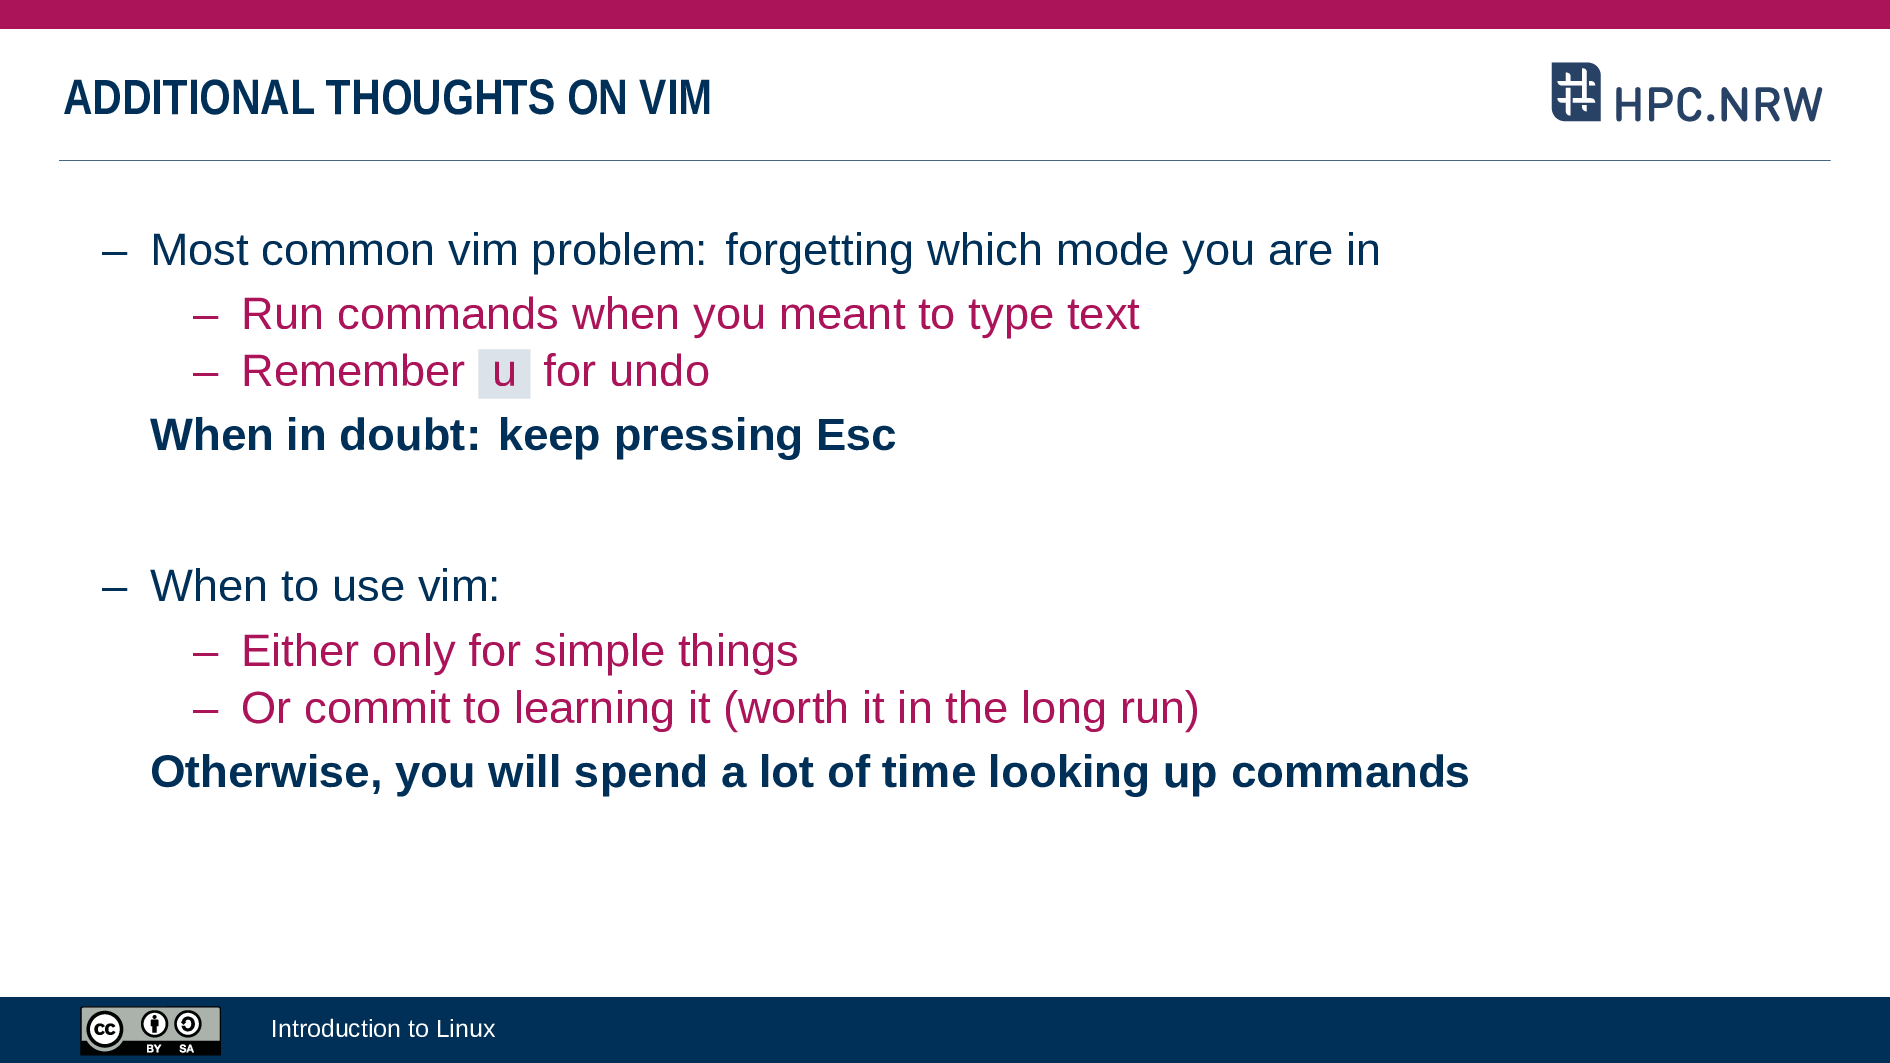 ADDITIONAL THOUGHTS ON VIM
HPC.NRW
– Most common vim problem: forgetting which mode you are in
– Run commands when you meant to type text
– Remember u for undo
When in doubt: keep pressing Esc
– When to use vim:
– Either only for simple things
– Or commit to learning it (worth it in the long run)
Otherwise, you will spend a lot of time looking up commands
cc BY SA
Introduction to Linux